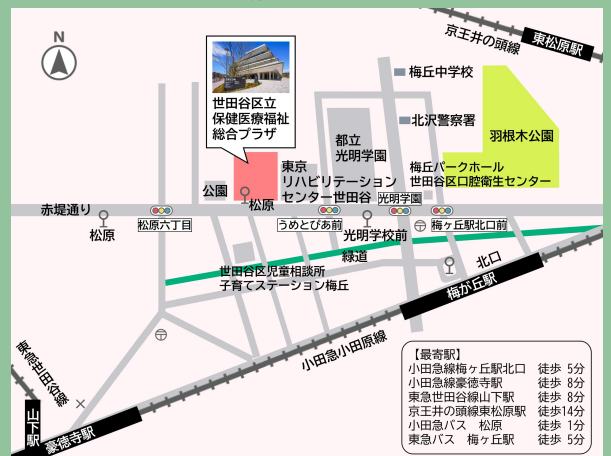 N
京王井の頭線
東松原駅
世田谷区立
保健医療福祉
総合プラザ
梅丘中学校
北沢警察署
羽根木公園
都立
光明学園
梅丘パークホール
世田谷区口腔衛生センター
東京
リハビリテーション
センター世田谷
公園
松原
光明学園
赤堤通り
松原
松原六丁目
うめとぴあ前
光明学校前
梅ヶ丘駅北口前
緑道
北口
世田谷区児童相談所
子育てステーション梅丘
梅が丘駅
小田急小田原線
東急世田谷線
山下駅
豪徳寺駅
【最寄駅】
小田急線梅ヶ丘駅北口 徒歩 5分
小田急線豪徳寺駅 徒歩 8分
東急世田谷線山下駅 徒歩 8分
京王井の頭線東松原駅 徒歩14分
小田急バス 松原 徒歩 1分
東急バス 梅ヶ丘駅 徒歩 5分